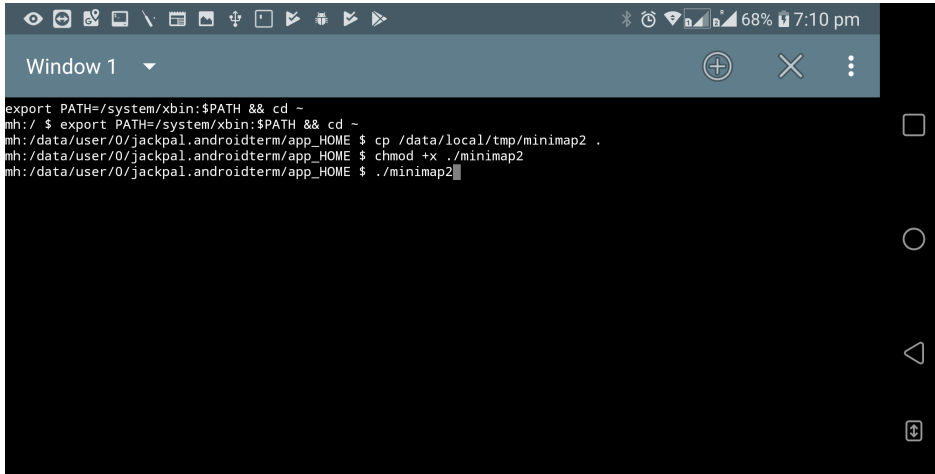 68% 7:10 pm
Window 1
export PATH=/system/xbin:$PATH && cd ~
mh:/ $ export PATH=/system/xbin:$PATH && cd ~
mh:/data/user/0/jackpal.androidterm/app_HOME $ cp /data/local/tmp/minimap2 .
mh:/data/user/0/jackpal.androidterm/app_HOME $ chmod +x ./minimap2
mh:/data/user/0/jackpal.androidterm/app_HOME $ ./minimap2